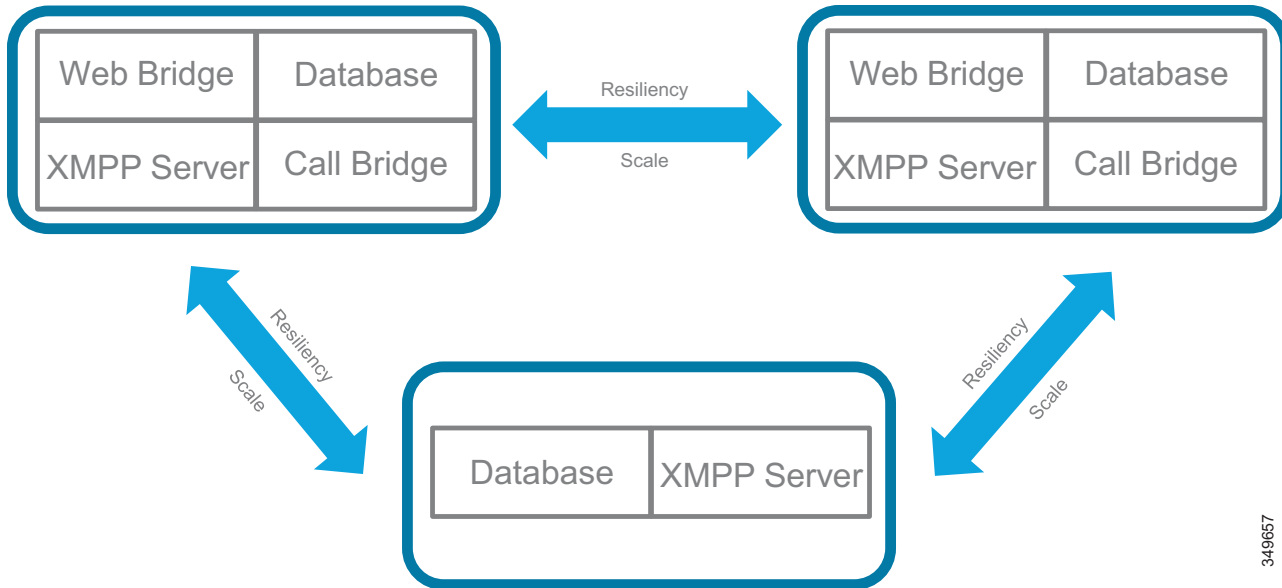 Web Bridge
Database
XMPP Server
Call Bridge
Resiliency
Scale
Web Bridge
Database
XMPP Server
Call Bridge
Resiliency
Scale
Resiliency
Scale
Database
XMPP Server
349657